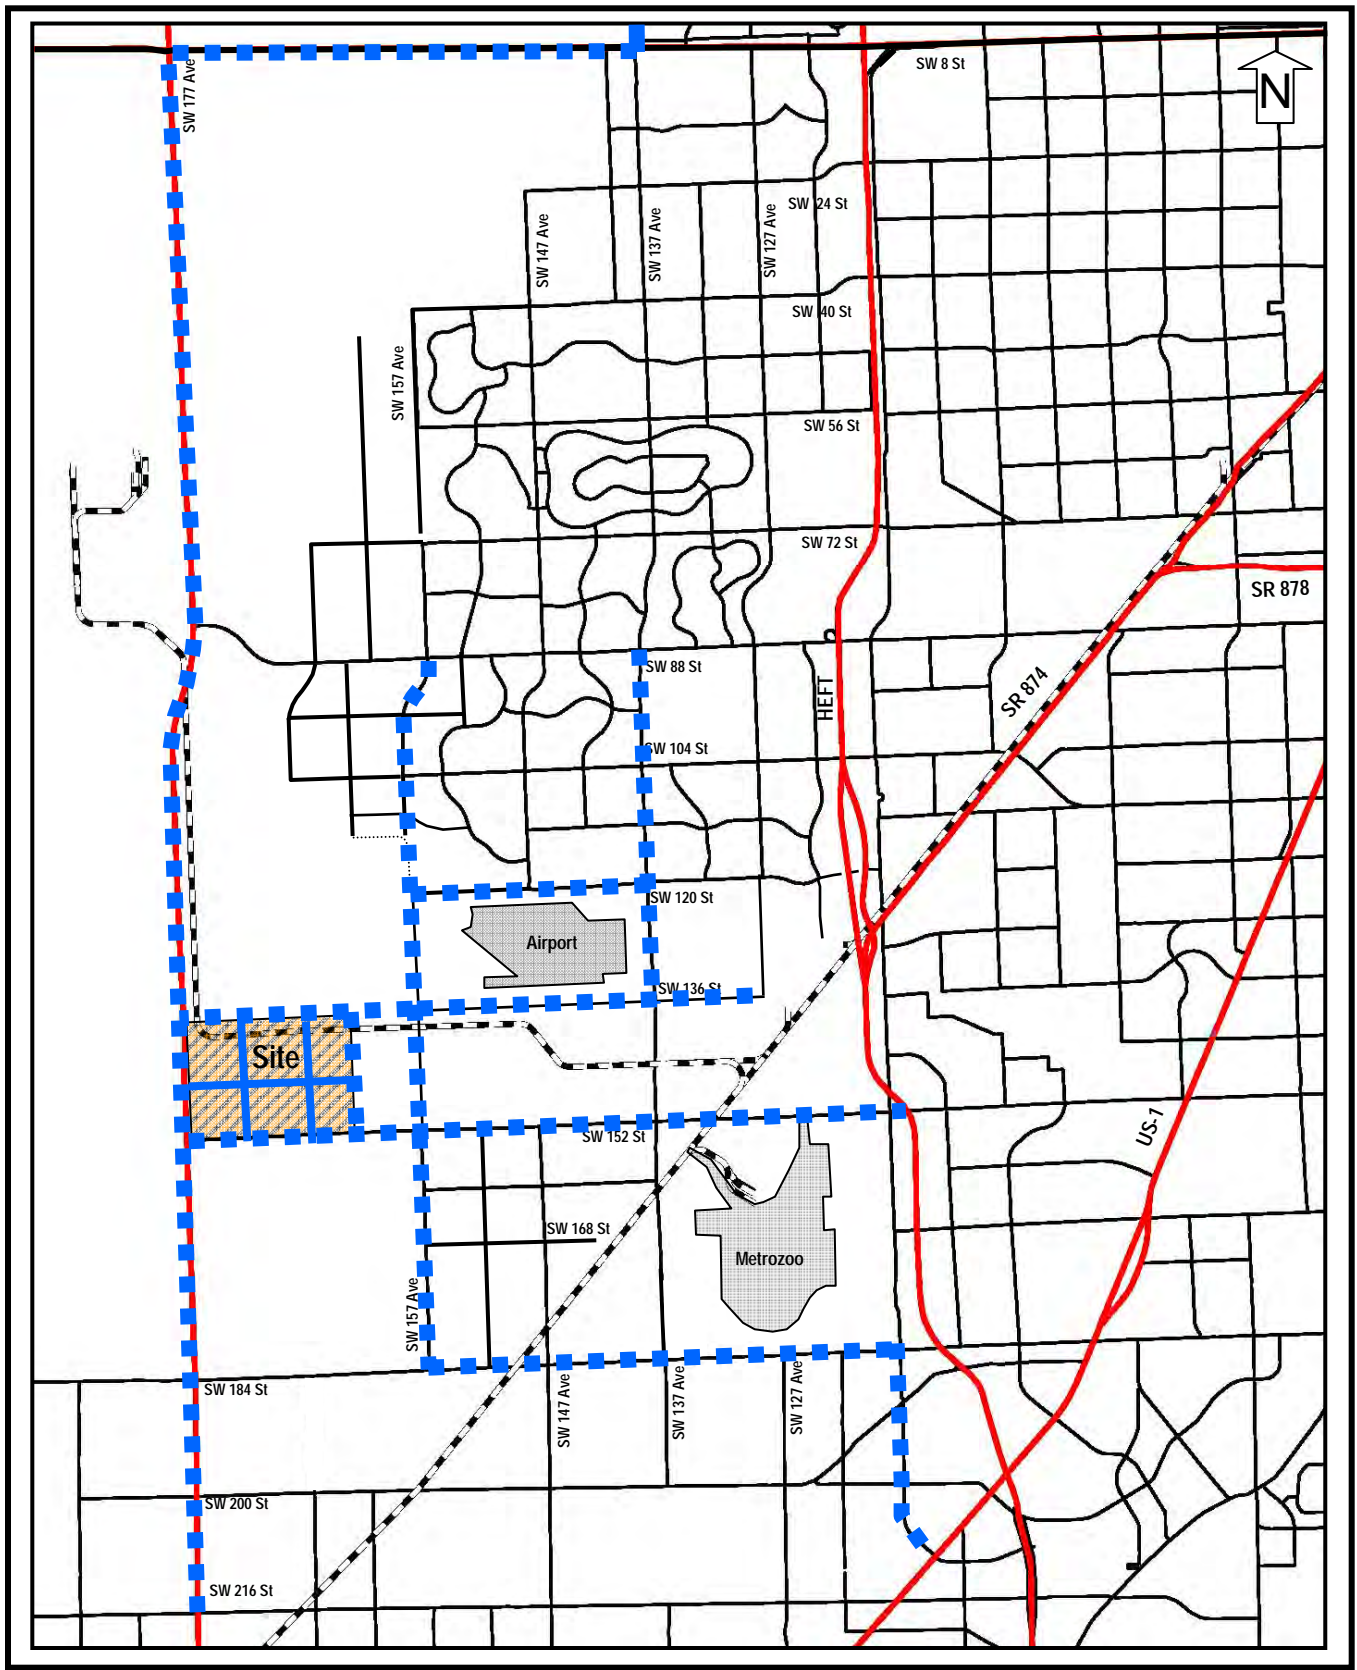 SW 8 St
N
SW 177 Ave
SW 24 St
SW 147 Ave
SW 137 Ave
SW 127 Ave
SW 40 St
SW 157 Ave
SW 56 St
SW 72 St
SR 878
SW 88 St
HEFT
SR 874
SW 104 St
SW 120 St
Airport
SW 136 St
Site
SW 152 St
US-1
SW 168 St
Metrozoo
SW 157 Ave
SW 184 St
SW 147 Ave
SW 137 Ave
SW 127 Ave
SW 200 St
SW 216 St